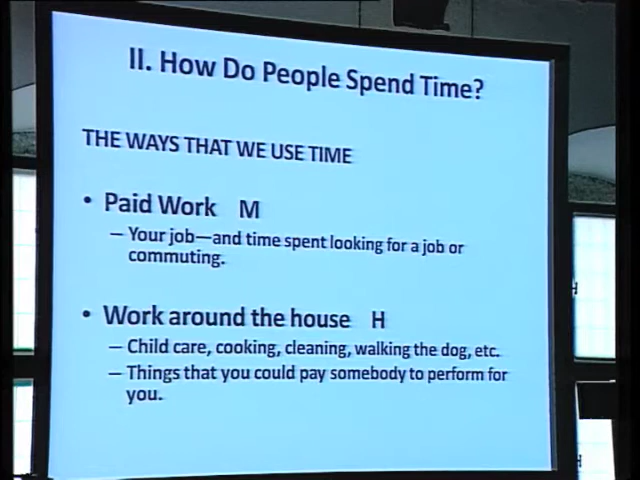 II. How Do People Spend Time?
THE WAYS THAT WE USE TIME
• Paid Work M
– Your job—and time spent looking for a job or
commuting.
• Work around the house H
– Child care, cooking, cleaning, walking the dog, etc.
– Things that you could pay somebody to perform for
you.